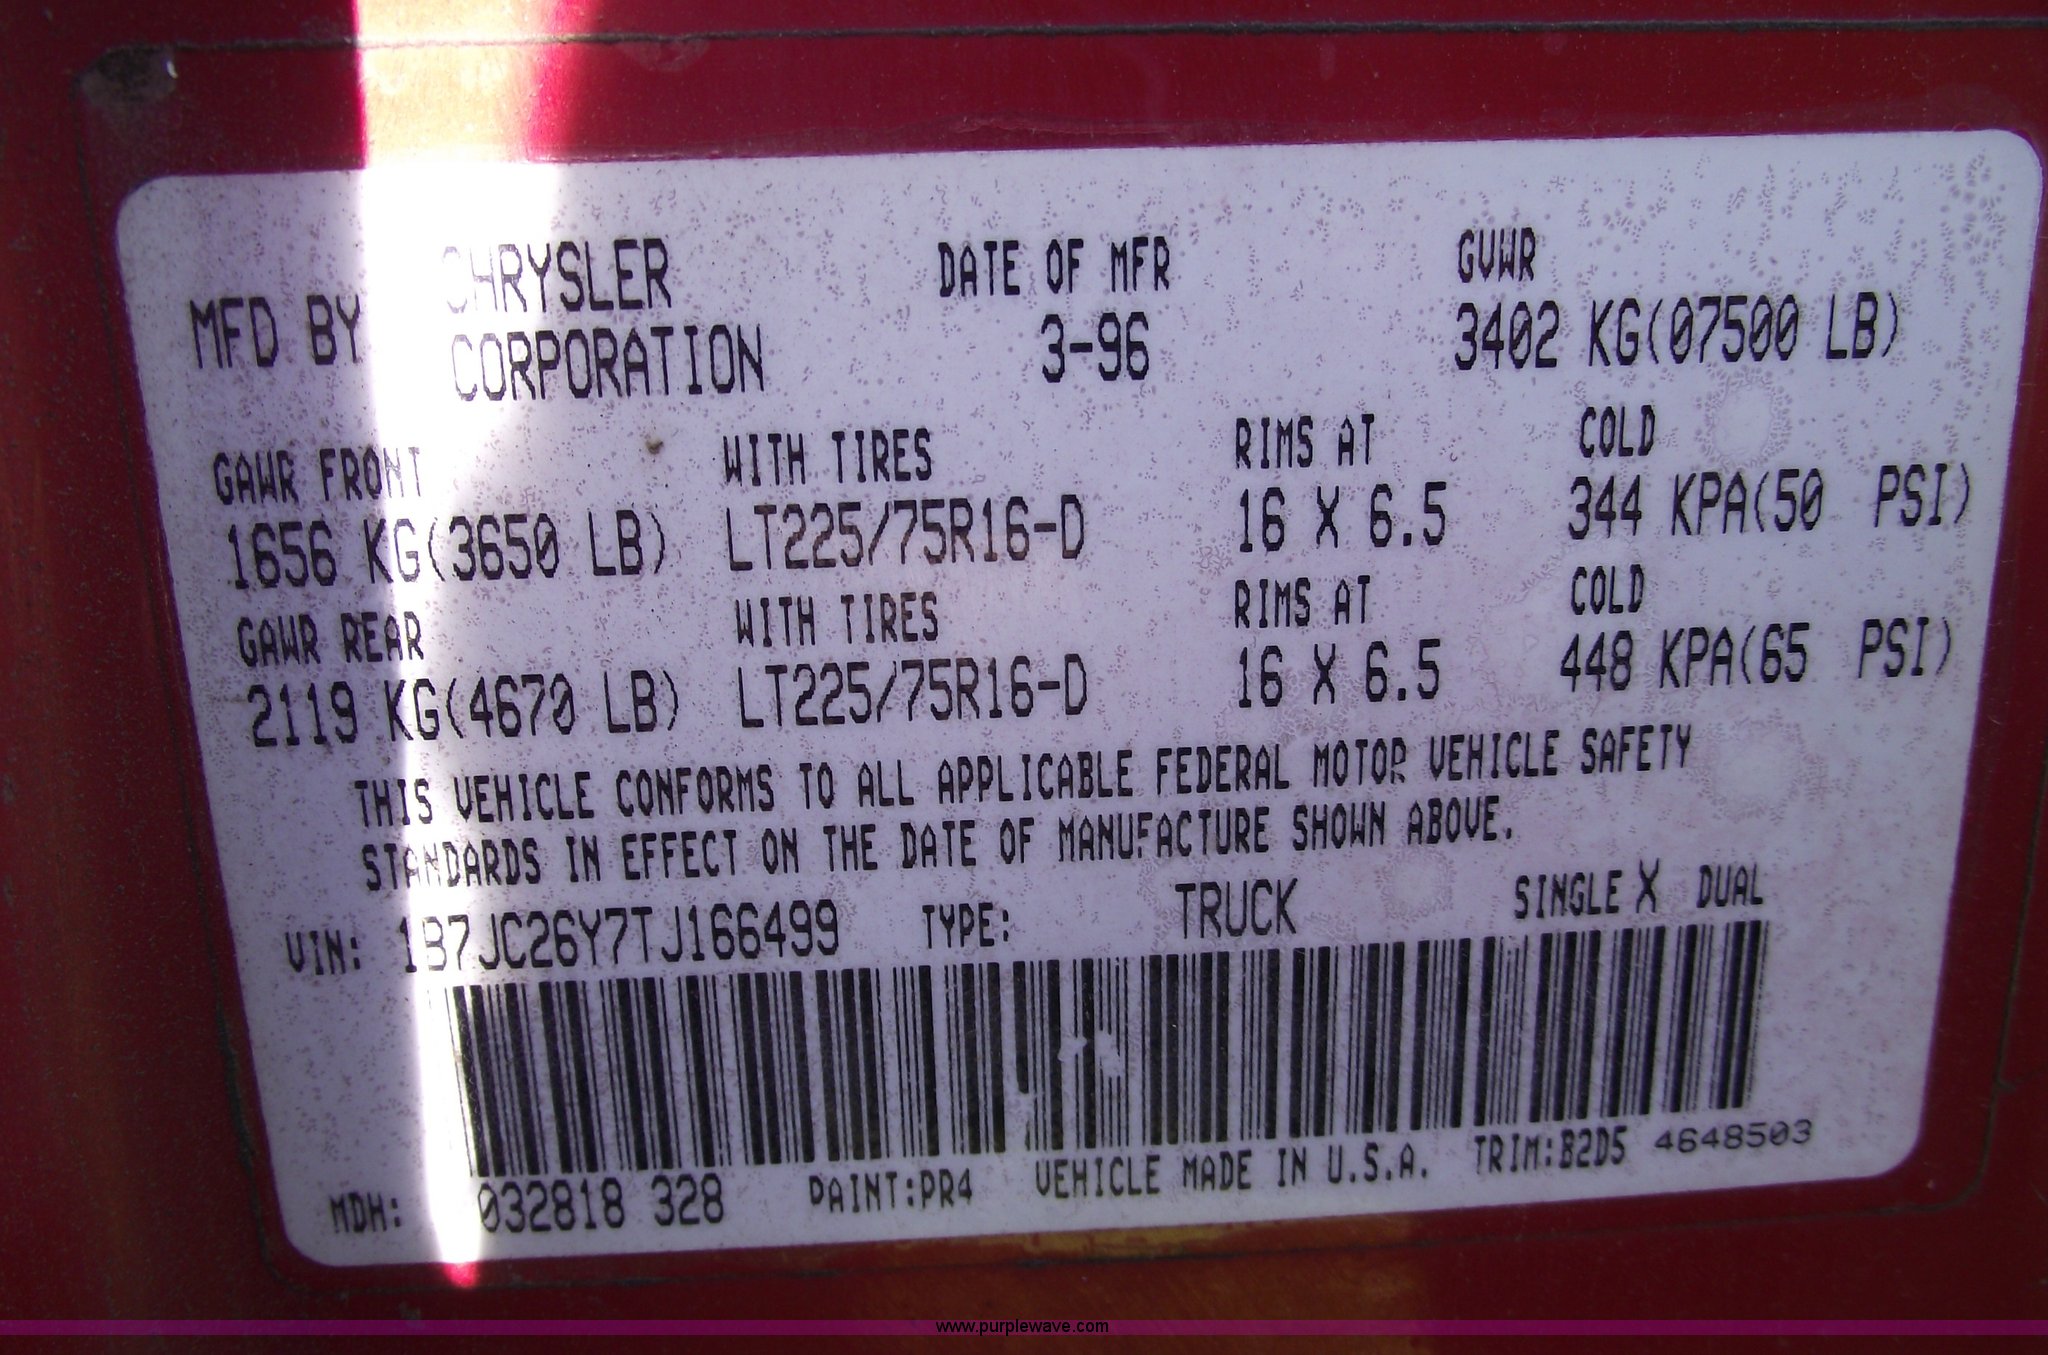 MFD BY CHRYSLER CORPORATION DATE OF MFR 3-96 GVWR 3402 KG(07500 LB)
GAWR FRONT WITH TIRES RIMS AT COLD
1656 KG(3650 LB) LT225/75R16-D 16 X 6.5 344 KPA(50 PSI)
GAWR REAR WITH TIRES RIMS AT COLD
2119 KG(4670 LB) LT225/75R16-D 16 X 6.5 448 KPA(65 PSI)
THIS VEHICLE CONFORMS TO ALL APPLICABLE FEDERAL MOTOR VEHICLE SAFETY
STANDARDS IN EFFECT ON THE DATE OF MANUFACTURE SHOWN ABOVE.
VIN: 1B7JC26Y7TJ166499 TYPE: TRUCK SINGLE X DUAL
MDH: 032818 328 PAINT:PR4 VEHICLE MADE IN U.S.A. TRIM:B2D5 4648503
www.purplewave.com